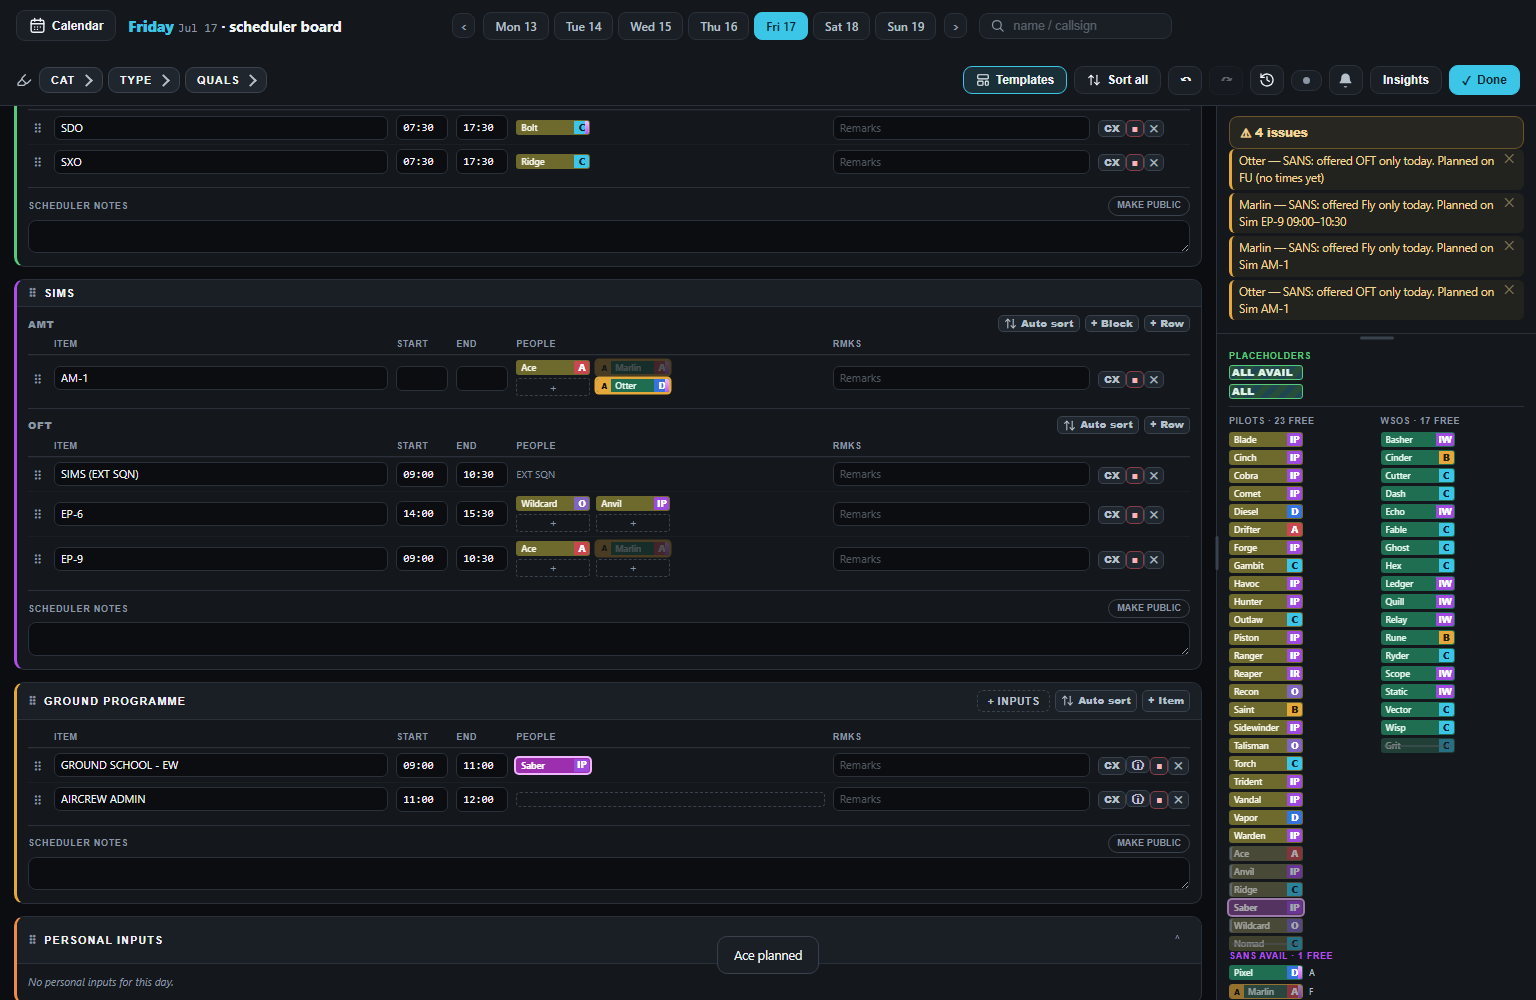 Calendar
Friday Jul 17 · scheduler board
‹ Mon 13 Tue 14 Wed 15 Thu 16 Fri 17 Sat 18 Sun 19 ›
name / callsign
CAT TYPE QUALS
Templates Sort all Insights ✓ Done
SDO 07:30 17:30 Bolt C Remarks CX ✕
SXO 07:30 17:30 Ridge C Remarks CX ✕
SCHEDULER NOTES MAKE PUBLIC
SIMS
AMT Auto sort + Block + Row
ITEM START END PEOPLE RMKS
AM-1 Ace A A Marlin A Remarks CX ✕
+ A Otter D
OFT Auto sort + Row
ITEM START END PEOPLE RMKS
SIMS (EXT SQN) 09:00 10:30 EXT SQN Remarks CX ✕
EP-6 14:00 15:30 Wildcard O Anvil IP Remarks CX ✕
+ +
EP-9 09:00 10:30 Ace A A Marlin A Remarks CX ✕
+ +
SCHEDULER NOTES MAKE PUBLIC
GROUND PROGRAMME + INPUTS Auto sort + Item
ITEM START END PEOPLE RMKS
GROUND SCHOOL - EW 09:00 11:00 Saber IP Remarks CX ✕
AIRCREW ADMIN 11:00 12:00 Remarks CX ✕
SCHEDULER NOTES MAKE PUBLIC
PERSONAL INPUTS
No personal inputs for this day.
Ace planned
⚠ 4 issues
Otter — SANS: offered OFT only today. Planned on
FU (no times yet)
Marlin — SANS: offered Fly only today. Planned on
Sim EP-9 09:00–10:30
Marlin — SANS: offered Fly only today. Planned on
Sim AM-1
Otter — SANS: offered OFT only today. Planned on
Sim AM-1
PLACEHOLDERS
ALL AVAIL
ALL
PILOTS · 23 FREE
Blade IP
Cinch IP
Cobra IP
Comet IP
Diesel D
Drifter A
Forge IP
Gambit C
Havoc IP
Hunter IP
Outlaw C
Piston IP
Ranger IP
Reaper IR
Recon O
Saint B
Sidewinder IP
Talisman O
Torch C
Trident IP
Vandal IP
Vapor D
Warden IP
Ace A
Anvil IP
Ridge C
Saber IP
Wildcard O
Nomad C
WSOS · 17 FREE
Basher IW
Cinder B
Cutter C
Dash C
Echo IW
Fable C
Ghost C
Hex C
Ledger IW
Quill IW
Relay IW
Rune B
Ryder C
Scope IW
Static IW
Vector C
Wisp C
Grit C
SANS AVAIL · 1 FREE
Pixel D A
A Marlin A F